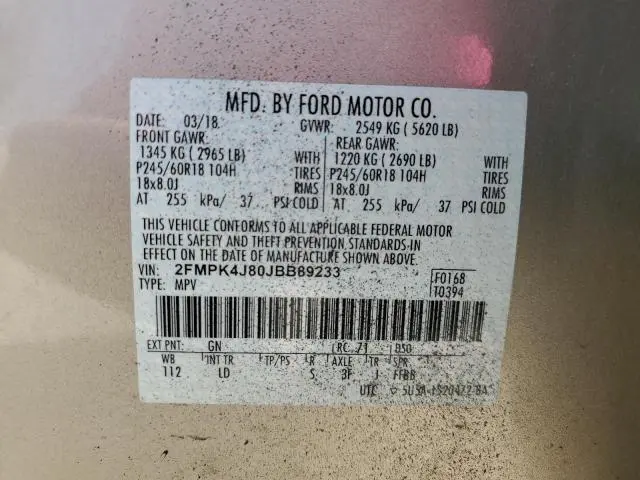 MFD. BY FORD MOTOR CO.
DATE: 03/18 GVWR: 2549 KG ( 5620 LB)
FRONT GAWR: REAR GAWR:
1345 KG ( 2965 LB) WITH 1220 KG ( 2690 LB) WITH
P245/60R18 104H TIRES P245/60R18 104H TIRES
18x8.0J RIMS 18x8.0J RIMS
AT 255 kPa/ 37 PSI COLD AT 255 kPa/ 37 PSI COLD
THIS VEHICLE CONFORMS TO ALL APPLICABLE FEDERAL MOTOR
VEHICLE SAFETY AND THEFT PREVENTION STANDARDS IN
EFFECT ON THE DATE OF MANUFACTURE SHOWN ABOVE.
VIN: 2FMPK4J80JBB89233 F0168
TYPE: MPV T0394
EXT PNT: GN RC: 71 DSO:
WB INT TR TP/PS R AXLE TR SPR
112 LD S 3F J FFBB
UTC